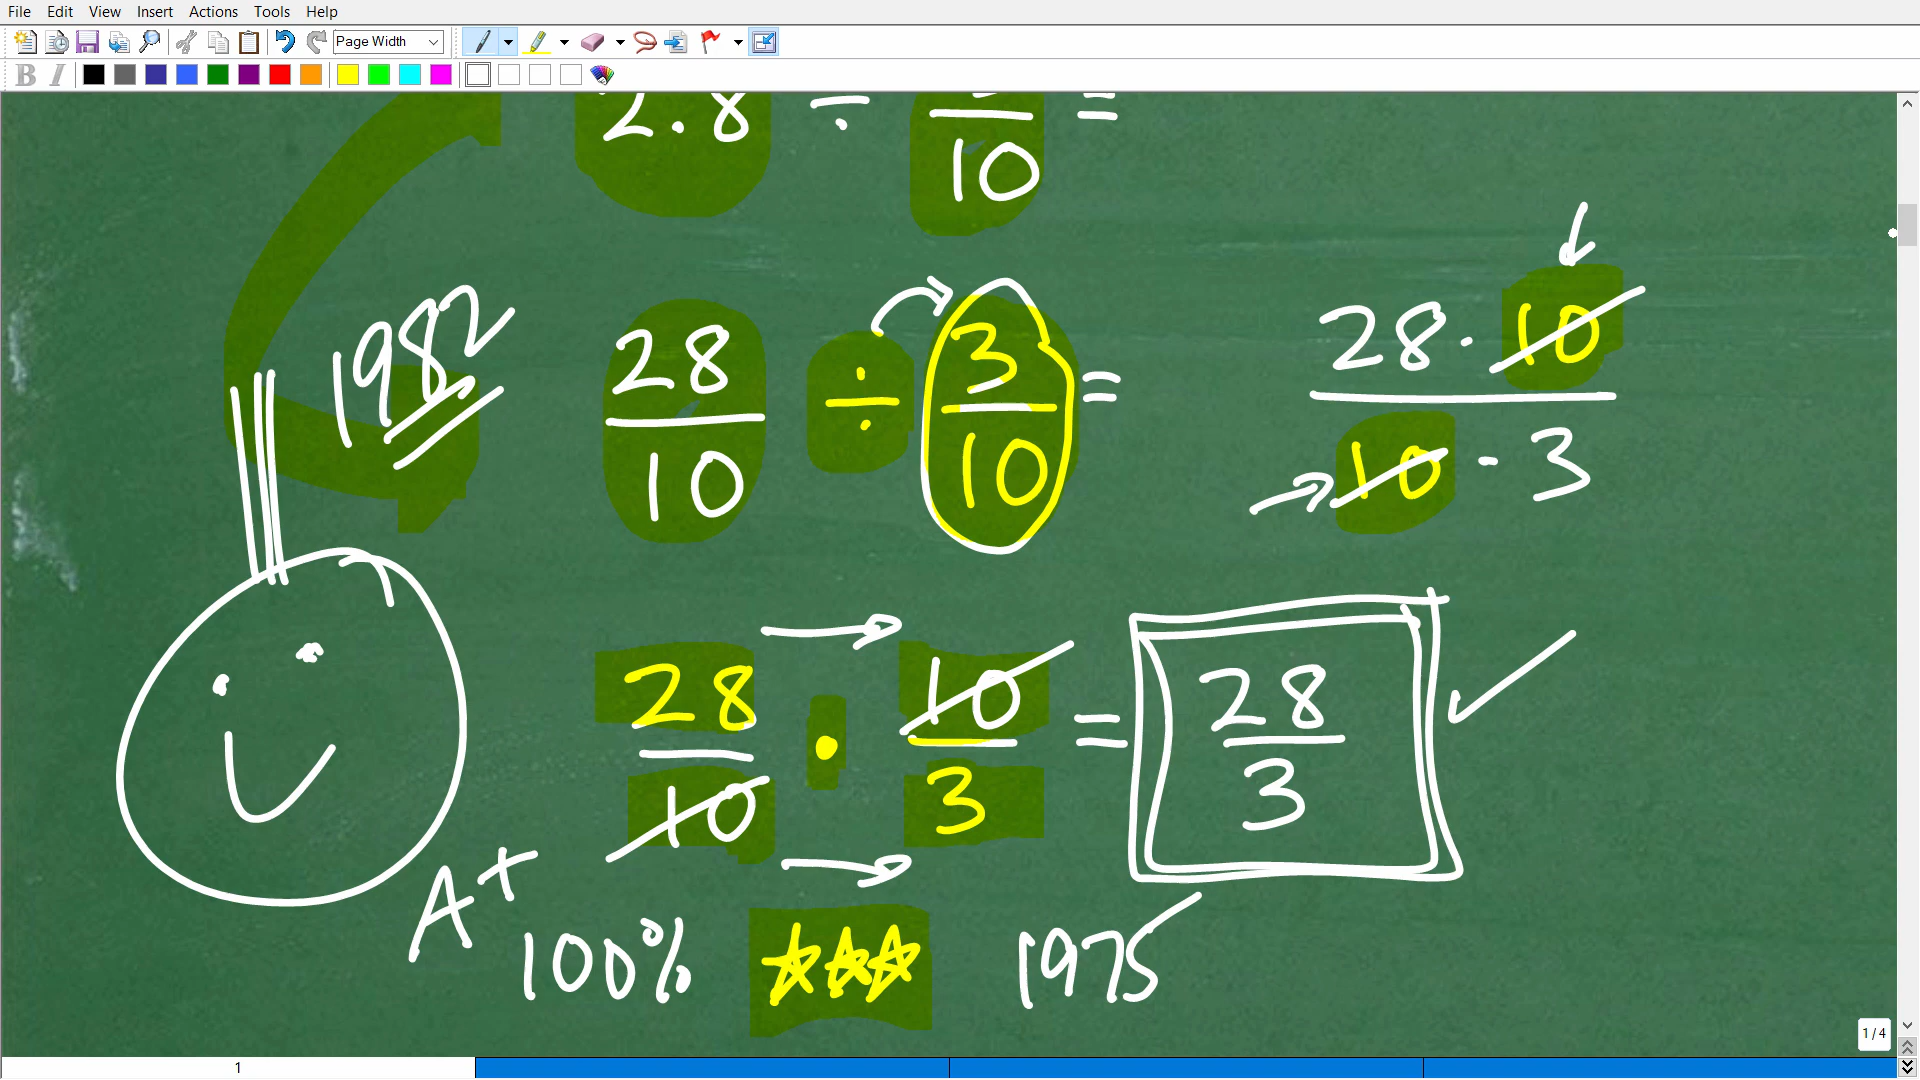 File Edit View Insert Actions Tools Help
Page Width
B I
2.8 ÷ 3/10 =
1982
28/10 ÷ 3/10 =
28 · 10
10 · 3
28/10 · 10/3 = 28/3
A+
100% 1975
1 / 4
1